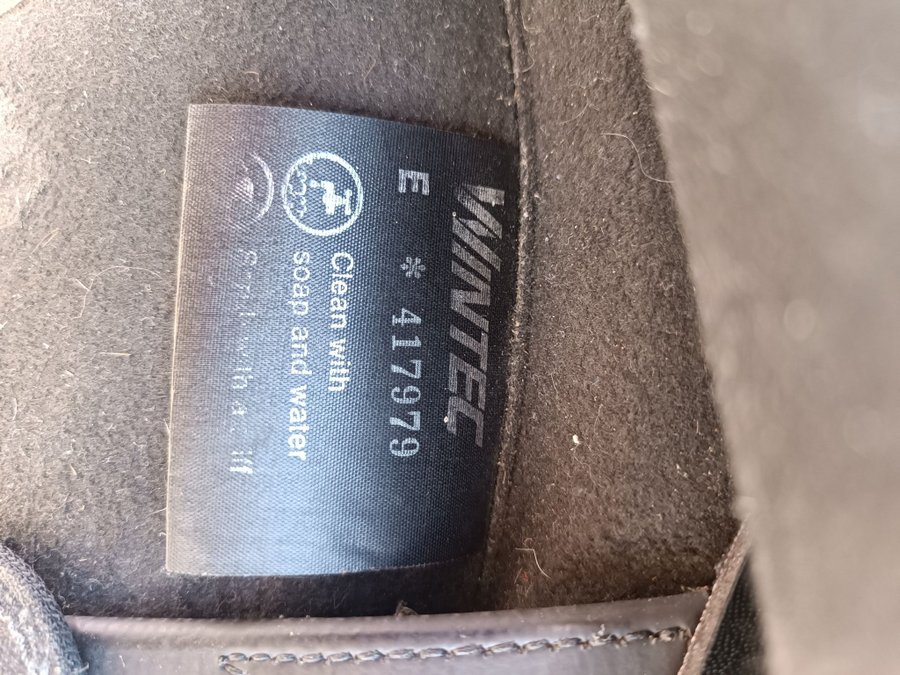 WINTEC
E * 417979
Clean with
soap and water